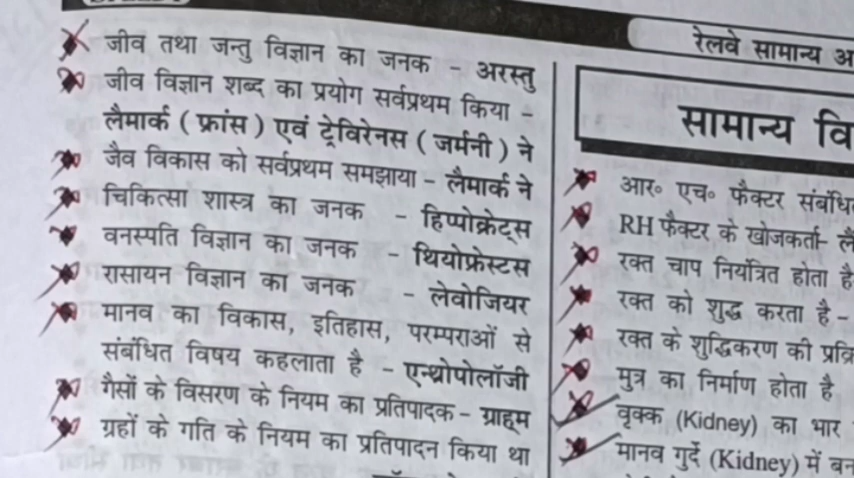 जीव तथा जन्तु विज्ञान का जनक - अरस्तु
जीव विज्ञान शब्द का प्रयोग सर्वप्रथम किया -
लैमार्क ( फ्रांस ) एवं ट्रेविरेनस ( जर्मनी ) ने
जैव विकास को सर्वप्रथम समझाया - लैमार्क ने
चिकित्सा शास्त्र का जनक - हिप्पोक्रेट्स
वनस्पति विज्ञान का जनक - थियोफ्रेस्टस
रासायन विज्ञान का जनक - लेवोजियर
मानव का विकास, इतिहास, परम्पराओं से
संबंधित विषय कहलाता है - एन्थ्रोपोलॉजी
गैसों के विसरण के नियम का प्रतिपादक - ग्राहम
ग्रहों के गति के नियम का प्रतिपादन किया था
रेलवे सामान्य
सामान्य
आर० एच० फैक्टर
RH फैक्टर के खोजकर्ता-
रक्त चाप नियंत्रित होता है
रक्त को शुद्ध करता है -
रक्त के शुद्धिकरण की
मुत्र का निर्माण होता है
वृक्क (Kidney) का भार
मानव गुर्दे (Kidney) में